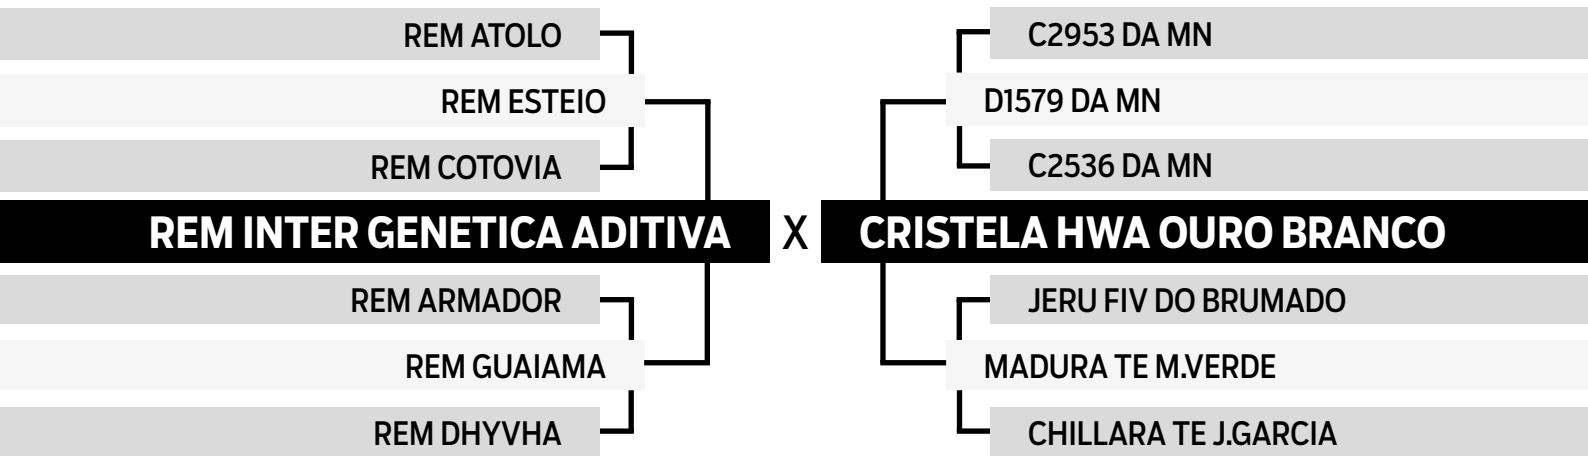 REM ATOLO
REM ESTEIO
REM COTOVIA
REM INTER GENETICA ADITIVA
REM ARMADOR
REM GUAIAMA
REM DHYVHA
X
C2953 DA MN
D1579 DA MN
C2536 DA MN
CRISTELA HWA OURO BRANCO
JERU FIV DO BRUMADO
MADURA TE M.VERDE
CHILLARA TE J.GARCIA